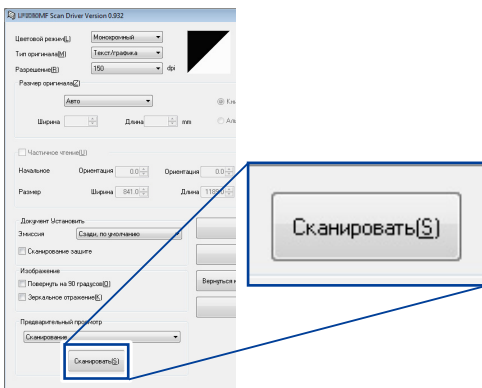 MF Scan Driver Version 0.932
Цветовой режим(L) Монохромный
Тип оригинала(M) Текст/графика
Разрешение(R) 150 dpi
Размер оригинала(Z)
Авто
Ширина Длина mm
Частичное чтение(U)
Начальное Ориентация 0.0 Ориентация 0.0
Размер Ширина 841.0 Длина
Документ Установить
Эмиссия Сзади, по умолчанию
Сканирование защите
Изображение
Повернуть на 90 градусов(O)
Зеркальное отражение(K)
Вернуться
Предварительный просмотр
Сканирование
Сканировать(S)
Сканировать(S)